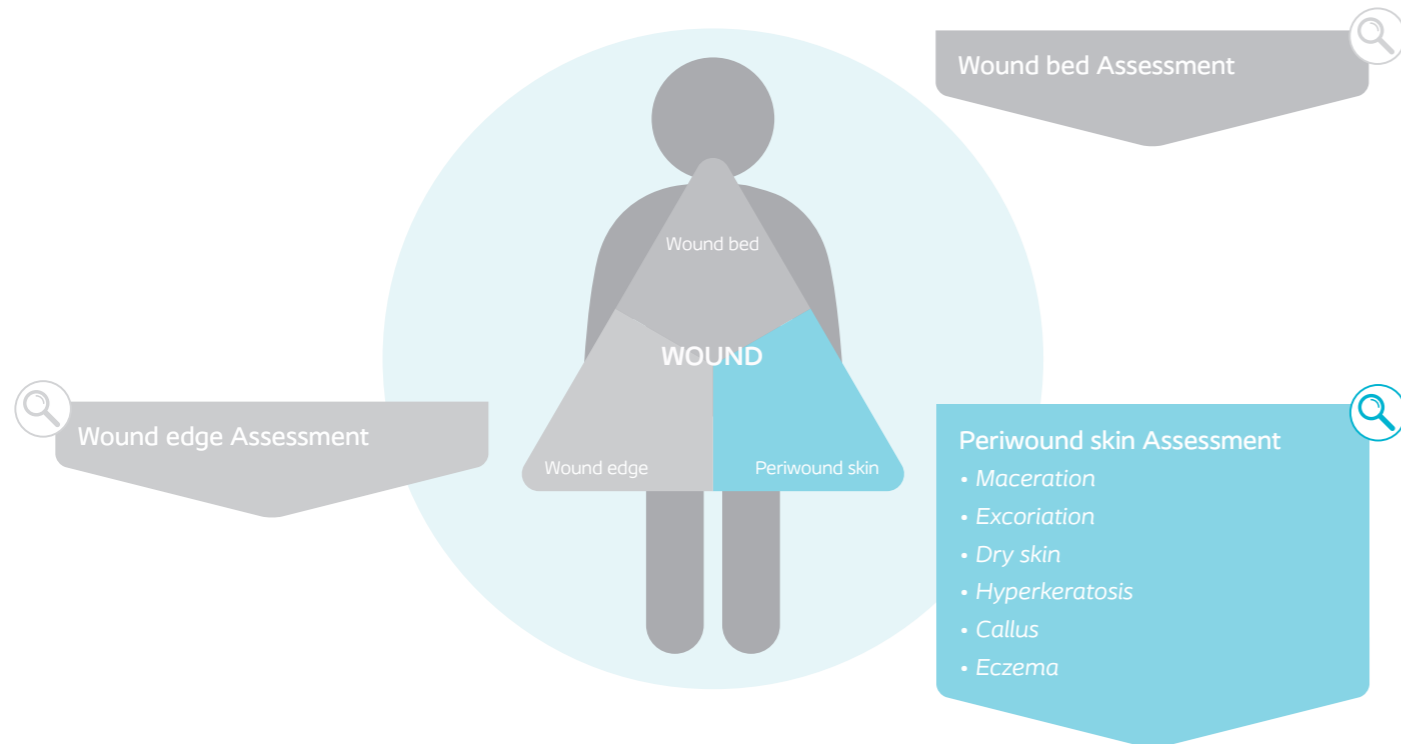 Wound bed Assessment
Wound bed
WOUND
Wound edge Assessment
Wound edge
Periwound skin
Periwound skin Assessment
• Maceration
• Excoriation
• Dry skin
• Hyperkeratosis
• Callus
• Eczema